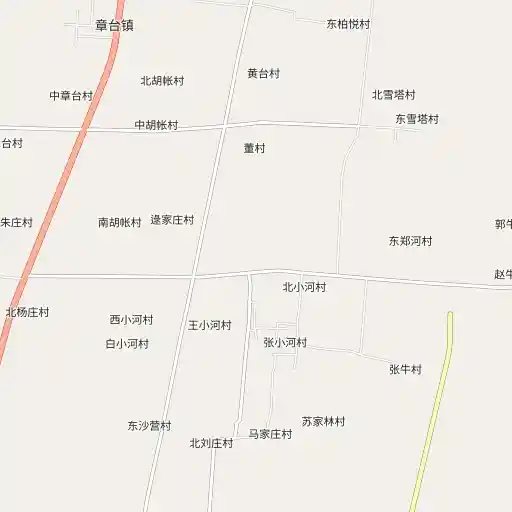 章台镇
东柏悦村
北胡帐村
黄台村
中章台村
北雪塔村
东雪塔村
中胡帐村
台村
董村
朱庄村
南胡帐村
逯家庄村
郭牛
东郑河村
赵牛
北小河村
北杨庄村
西小河村
王小河村
白小河村
张小河村
张牛村
东沙营村
苏家林村
马家庄村
北刘庄村